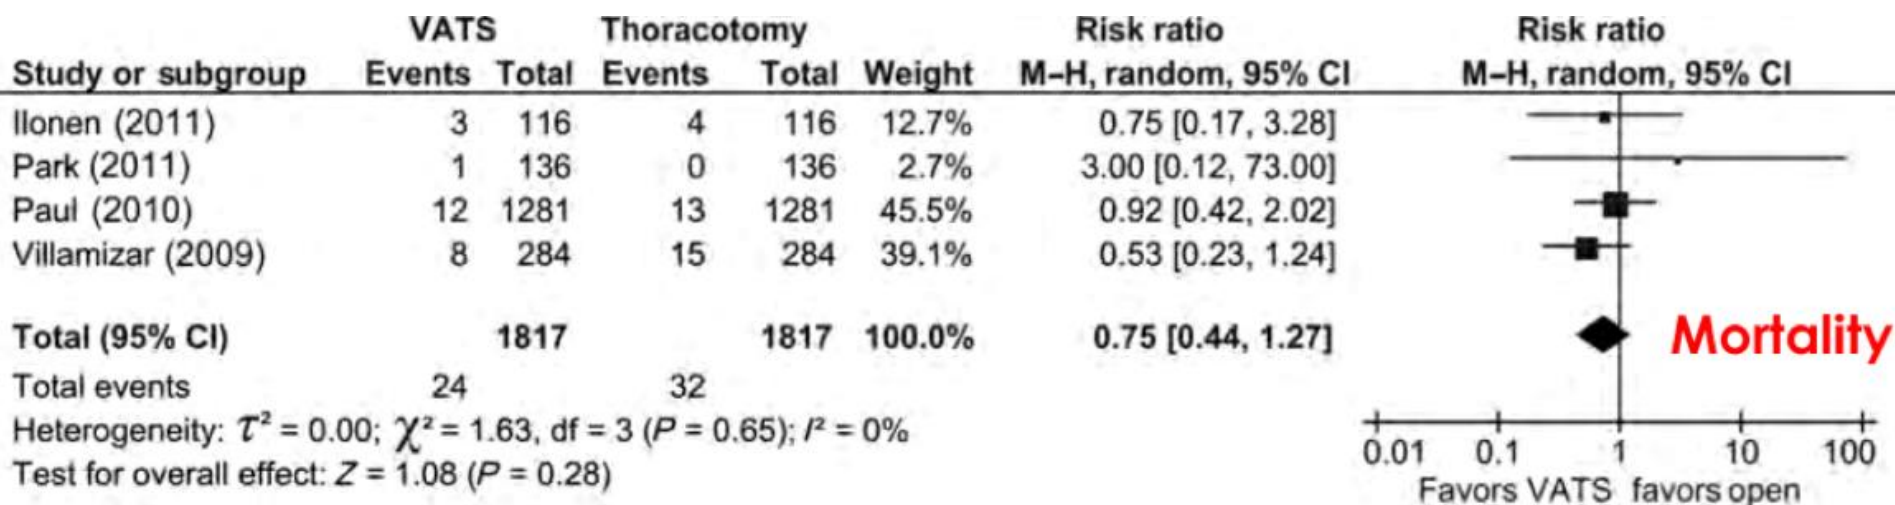 VATS Thoracotomy Risk ratio Risk ratio
Study or subgroup Events Total Events Total Weight M–H, random, 95% CI M–H, random, 95% CI
Ilonen (2011) 3 116 4 116 12.7% 0.75 [0.17, 3.28]
Park (2011) 1 136 0 136 2.7% 3.00 [0.12, 73.00]
Paul (2010) 12 1281 13 1281 45.5% 0.92 [0.42, 2.02]
Villamizar (2009) 8 284 15 284 39.1% 0.53 [0.23, 1.24]
Total (95% CI) 1817 1817 100.0% 0.75 [0.44, 1.27] Mortality
Total events 24 32
Heterogeneity: τ² = 0.00; χ² = 1.63, df = 3 (P = 0.65); I² = 0%
Test for overall effect: Z = 1.08 (P = 0.28)
0.01 0.1 1 10 100
Favors VATS favors open